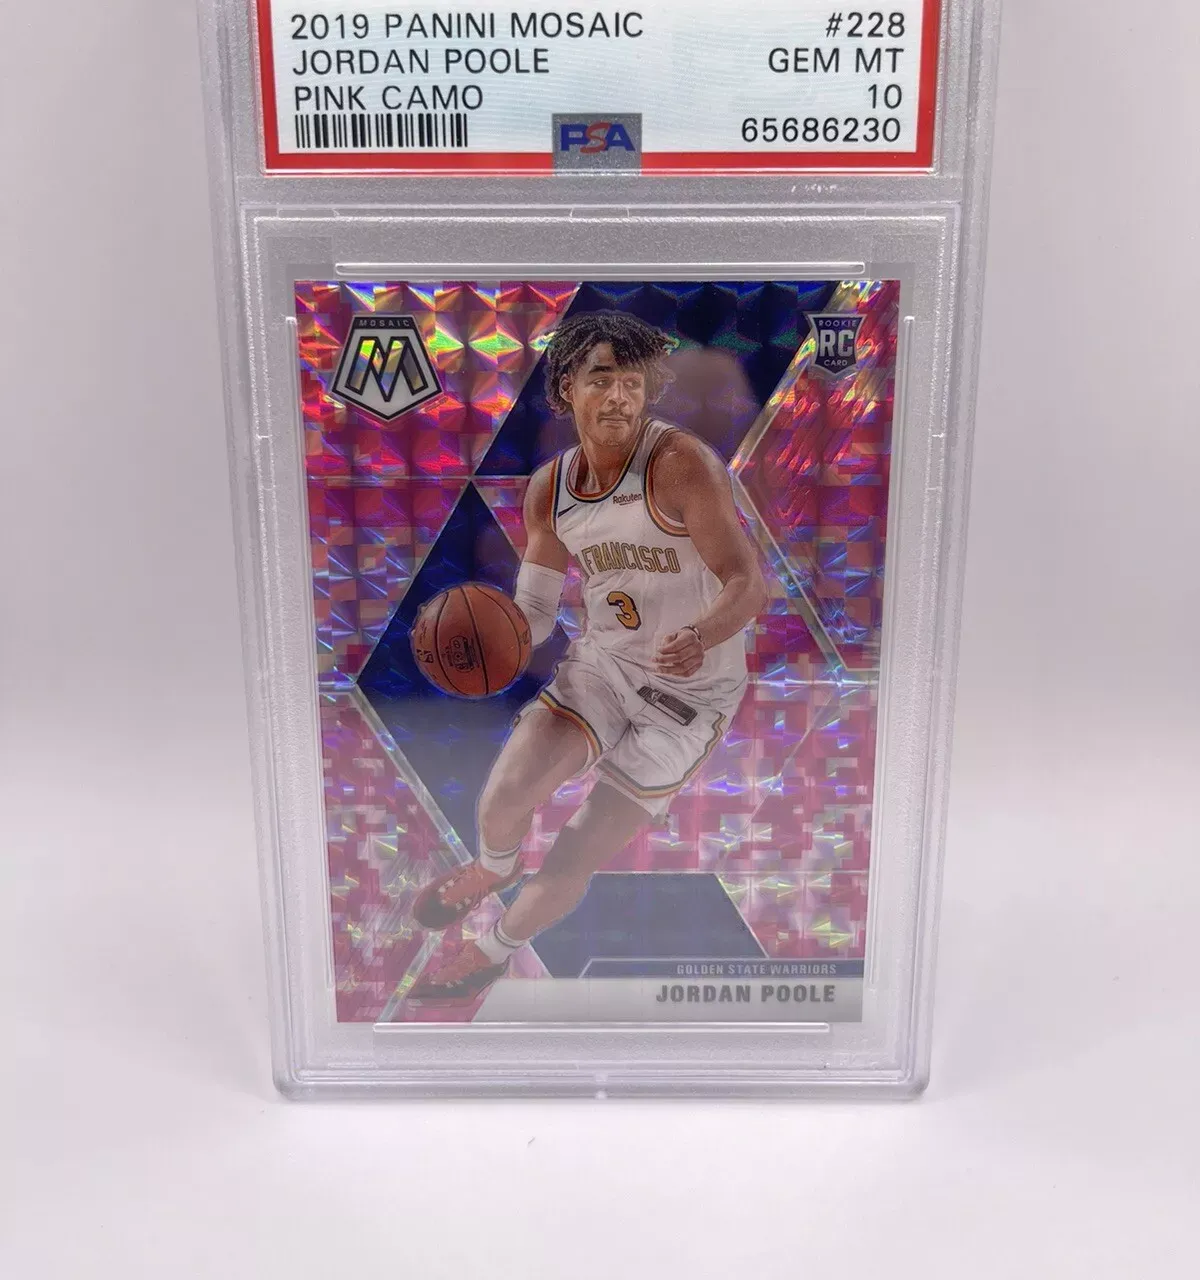 2019 PANINI MOSAIC #228
JORDAN POOLE GEM MT
PINK CAMO 10
PSA 65686230
MOSAIC
M
ROOKIE
RC
CARD
Rakuten
FRANCISCO
3
GOLDEN STATE WARRIORS
JORDAN POOLE